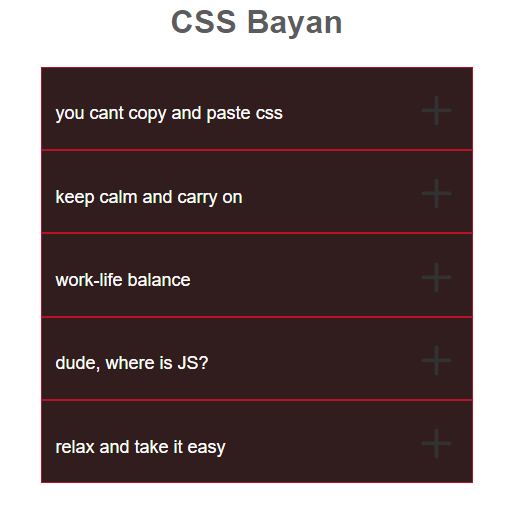 CSS Bayan
you cant copy and paste css
keep calm and carry on
work-life balance
dude, where is JS?
relax and take it easy